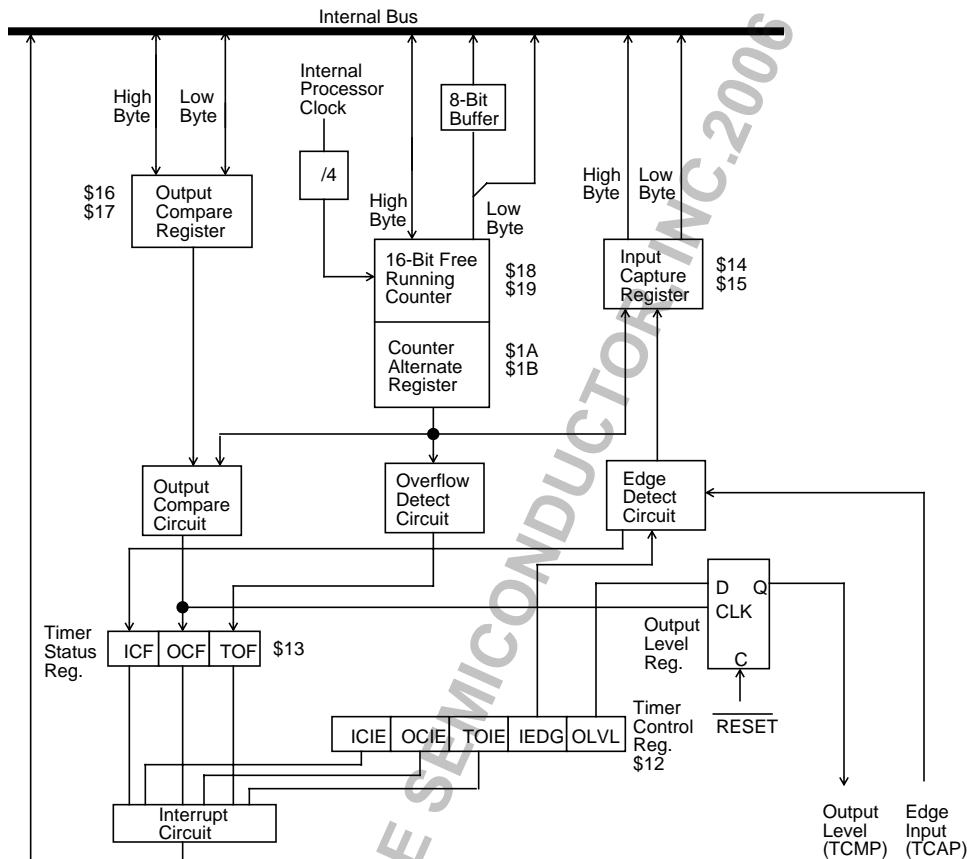 Internal Bus
Internal
Processor
Clock
8-Bit
Buffer
High
Byte
Low
Byte
/4
High
Byte
Low
Byte
High
Byte
Low
Byte
$16
$17
Output
Compare
Register
16-Bit Free
Running
Counter
$18
$19
Input
Capture
Register
$14
$15
Counter
Alternate
Register
$1A
$1B
Output
Compare
Circuit
Overflow
Detect
Circuit
Edge
Detect
Circuit
D Q
CLK
C
Output
Level
Reg.
RESET
Timer
Status
Reg.
ICF OCF TOF
$13
ICIE OCIE TOIE IEDG OLVL
Timer
Control
Reg.
$12
Interrupt
Circuit
Output
Level
(TCMP)
Edge
Input
(TCAP)
E SEMICONDUCTOR, INC.2006